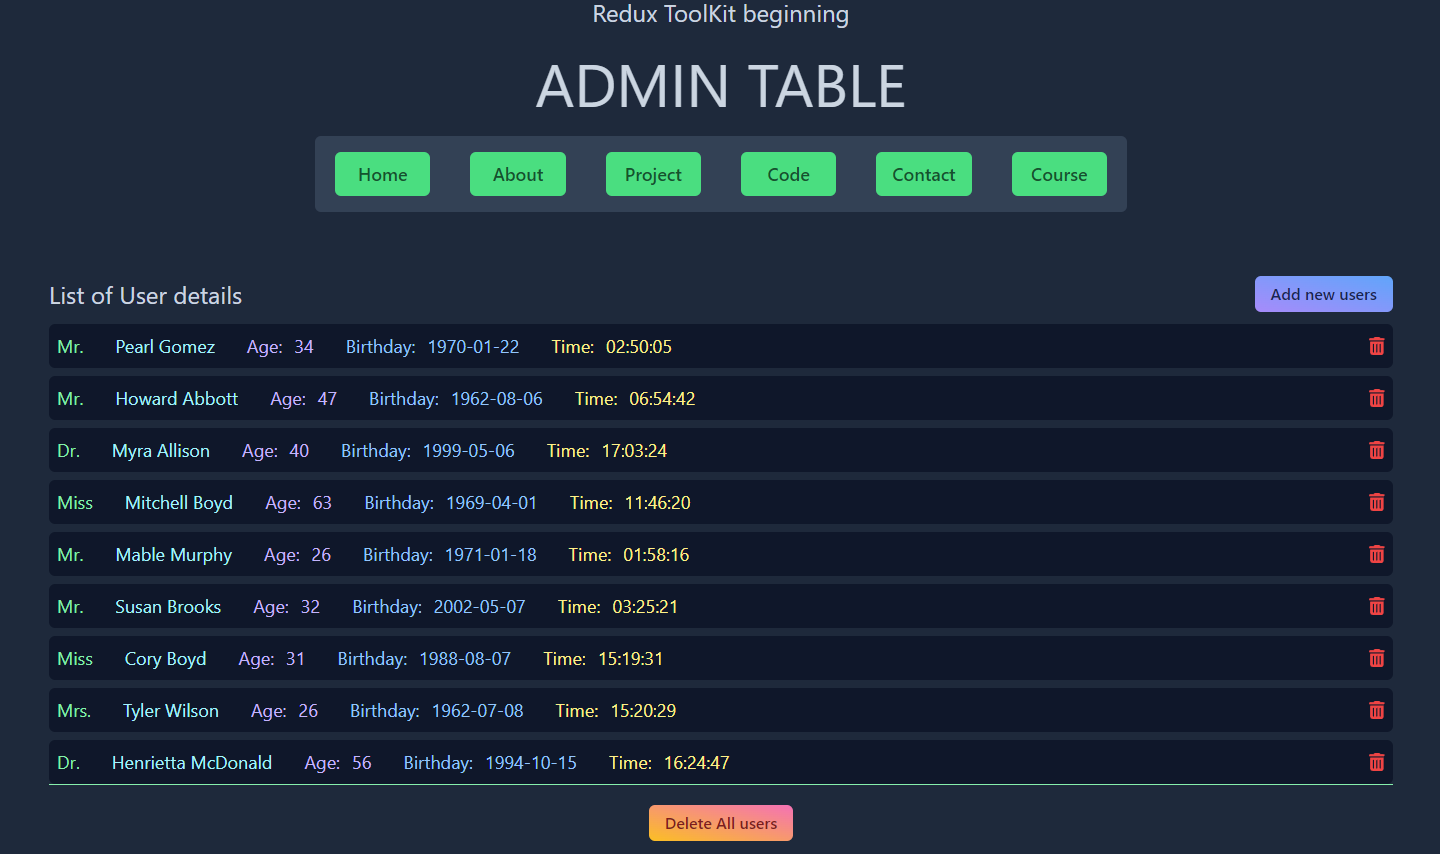 Redux ToolKit beginning
ADMIN TABLE
Home About Project Code Contact Course
List of User details Add new users
Mr. Pearl Gomez Age: 34 Birthday: 1970-01-22 Time: 02:50:05
Mr. Howard Abbott Age: 47 Birthday: 1962-08-06 Time: 06:54:42
Dr. Myra Allison Age: 40 Birthday: 1999-05-06 Time: 17:03:24
Miss Mitchell Boyd Age: 63 Birthday: 1969-04-01 Time: 11:46:20
Mr. Mable Murphy Age: 26 Birthday: 1971-01-18 Time: 01:58:16
Mr. Susan Brooks Age: 32 Birthday: 2002-05-07 Time: 03:25:21
Miss Cory Boyd Age: 31 Birthday: 1988-08-07 Time: 15:19:31
Mrs. Tyler Wilson Age: 26 Birthday: 1962-07-08 Time: 15:20:29
Dr. Henrietta McDonald Age: 56 Birthday: 1994-10-15 Time: 16:24:47
Delete All users